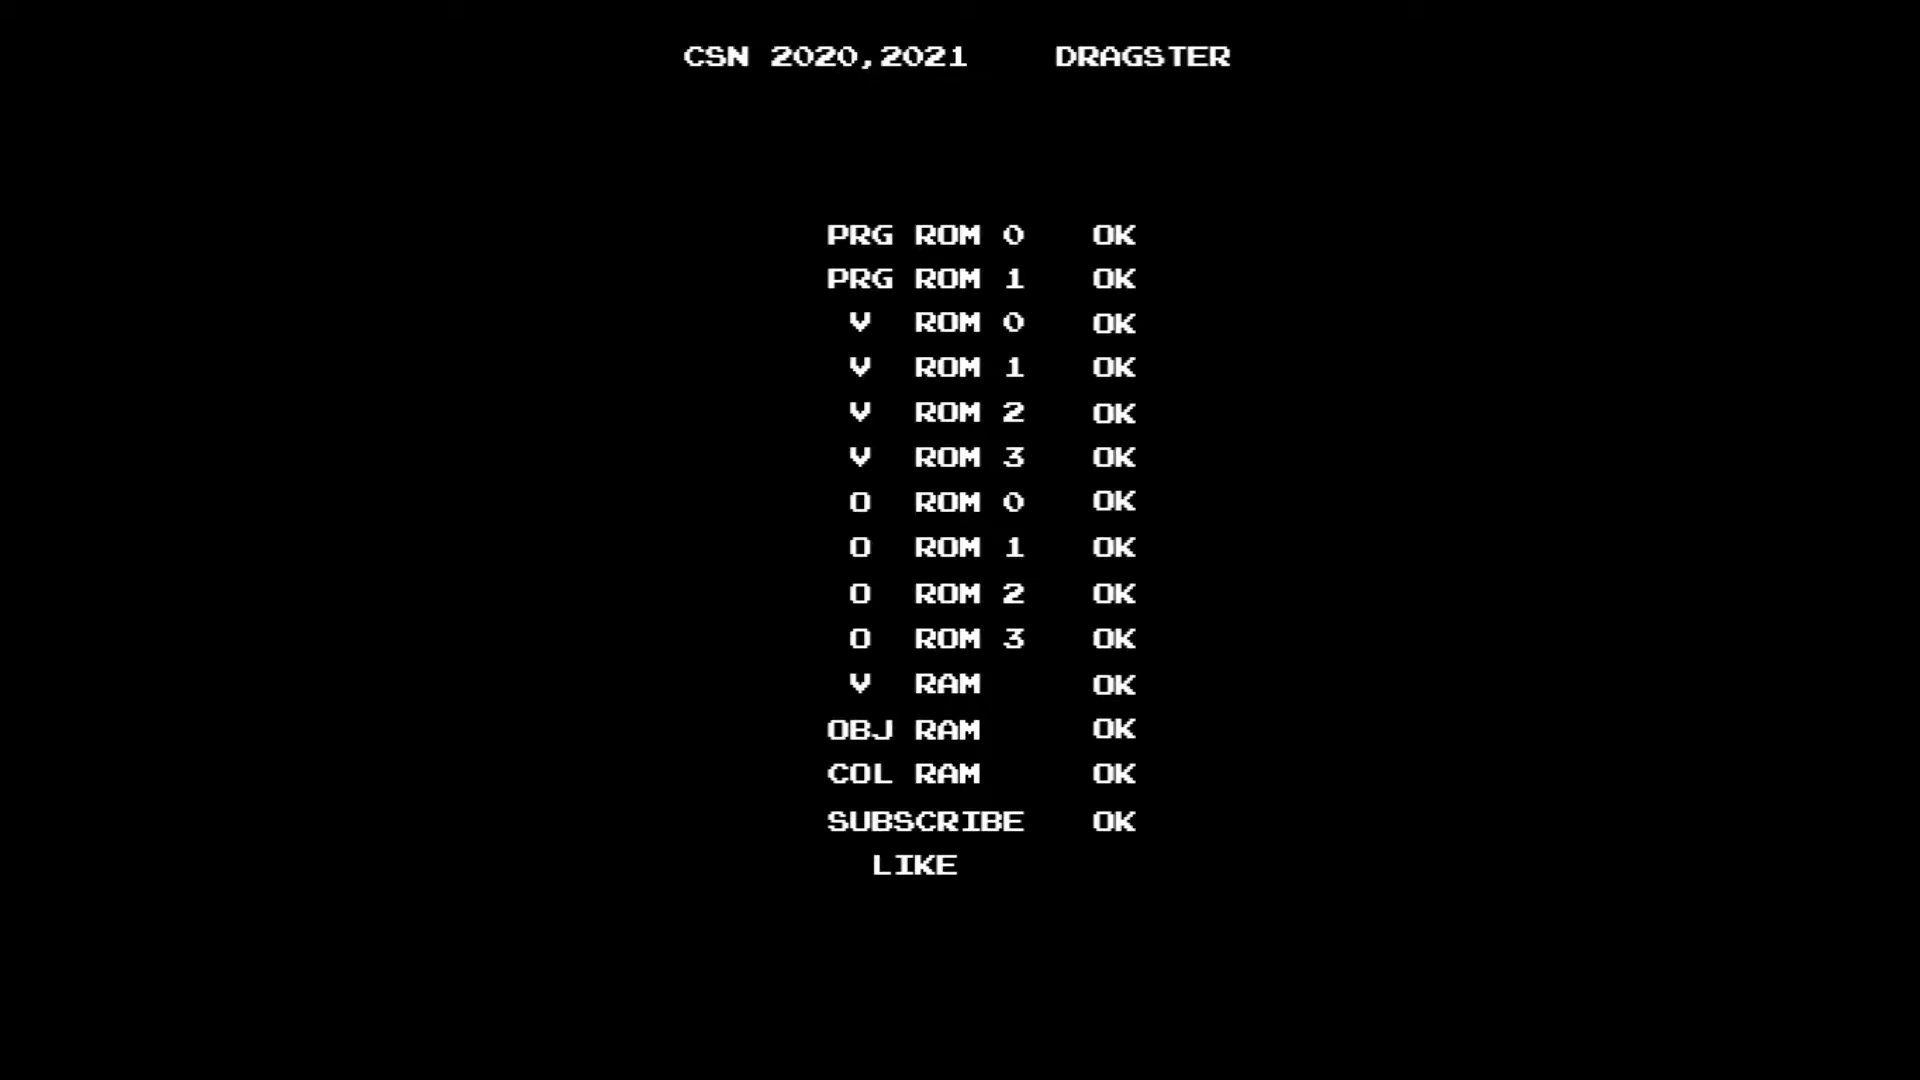 CSN 2020,2021 DRAGSTER
PRG ROM 0 OK
PRG ROM 1 OK
V ROM 0 OK
V ROM 1 OK
V ROM 2 OK
V ROM 3 OK
O ROM 0 OK
O ROM 1 OK
O ROM 2 OK
O ROM 3 OK
V RAM OK
OBJ RAM OK
COL RAM OK
SUBSCRIBE OK
LIKE